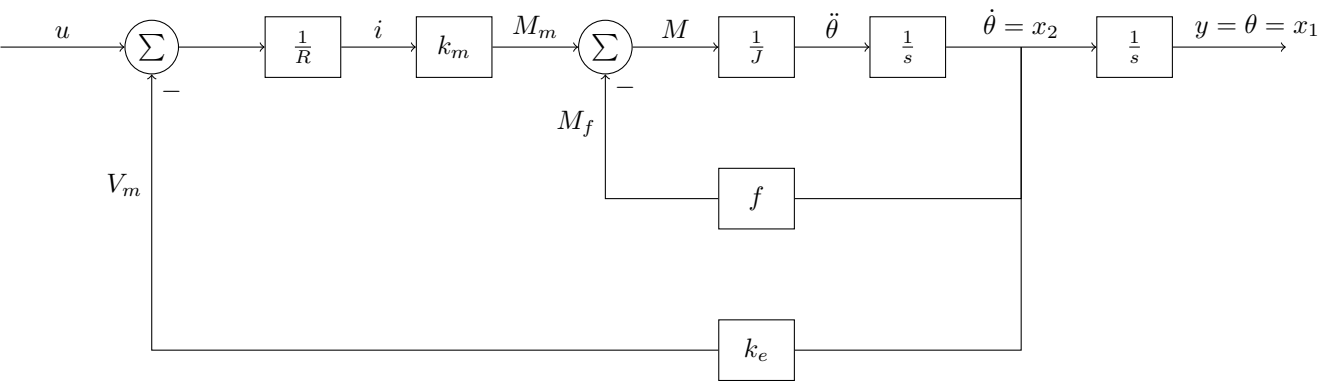 u ∑ 1/R i k_m M_m ∑ M 1/J θ̈ 1/s θ̇ = x_2 1/s y = θ = x_1
− −
M_f
V_m f
k_e